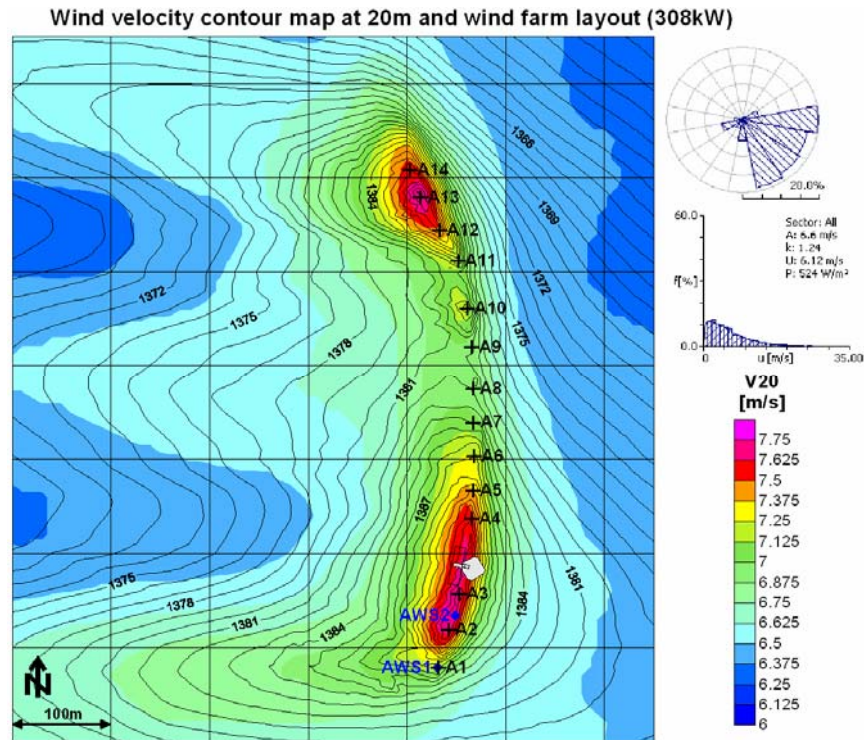 Wind velocity contour map at 20m and wind farm layout (308kW)
1366
1369
1372
1375
1384
A14
A13
A12
A11
A10
A9
A8
A7
A6
A5
A4
A3
AWS2
A2
AWS1
A1
1372
1375
1378
1381
1387
1375
1378
1381
1384
1381
1384
N
100m
20.0%
60.0
Sector: All
A: 6.6 m/s
k: 1.24
U: 6.12 m/s
P: 524 W/m²
f[%]
0.0
0
u [m/s]
35.00
V20
[m/s]
7.75
7.625
7.5
7.375
7.25
7.125
7
6.875
6.75
6.625
6.5
6.375
6.25
6.125
6